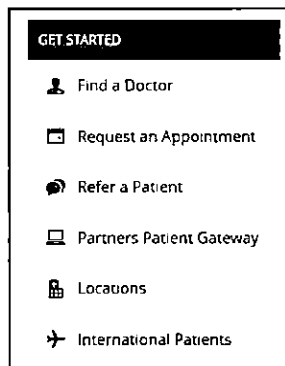 GET STARTED
Find a Doctor
Request an Appointment
Refer a Patient
Partners Patient Gateway
Locations
International Patients